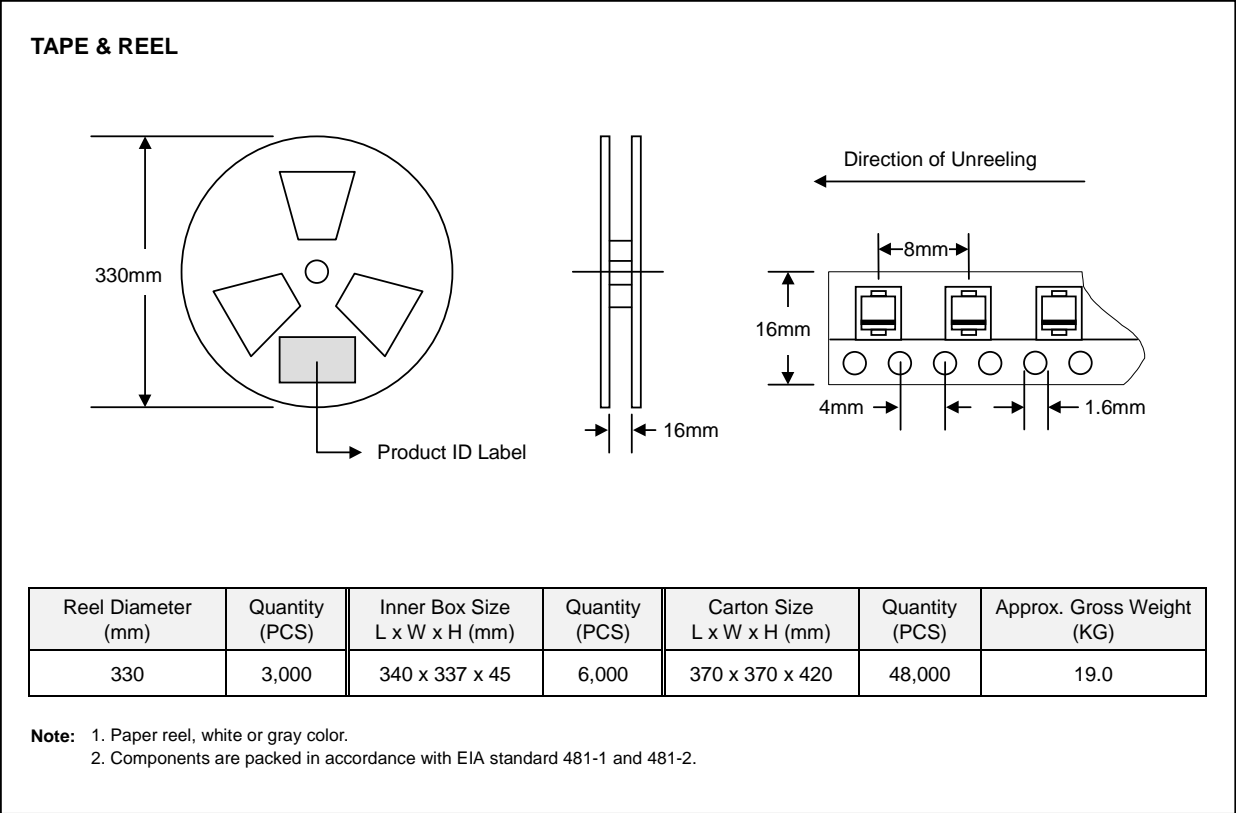 TAPE & REEL
Direction of Unreeling
8mm
330mm
16mm
4mm
1.6mm
16mm
Product ID Label
Reel Diameter (mm) Quantity (PCS) Inner Box Size L x W x H (mm) Quantity (PCS) Carton Size L x W x H (mm) Quantity (PCS) Approx. Gross Weight (KG)
330 3,000 340 x 337 x 45 6,000 370 x 370 x 420 48,000 19.0
Note: 1. Paper reel, white or gray color.
2. Components are packed in accordance with EIA standard 481-1 and 481-2.